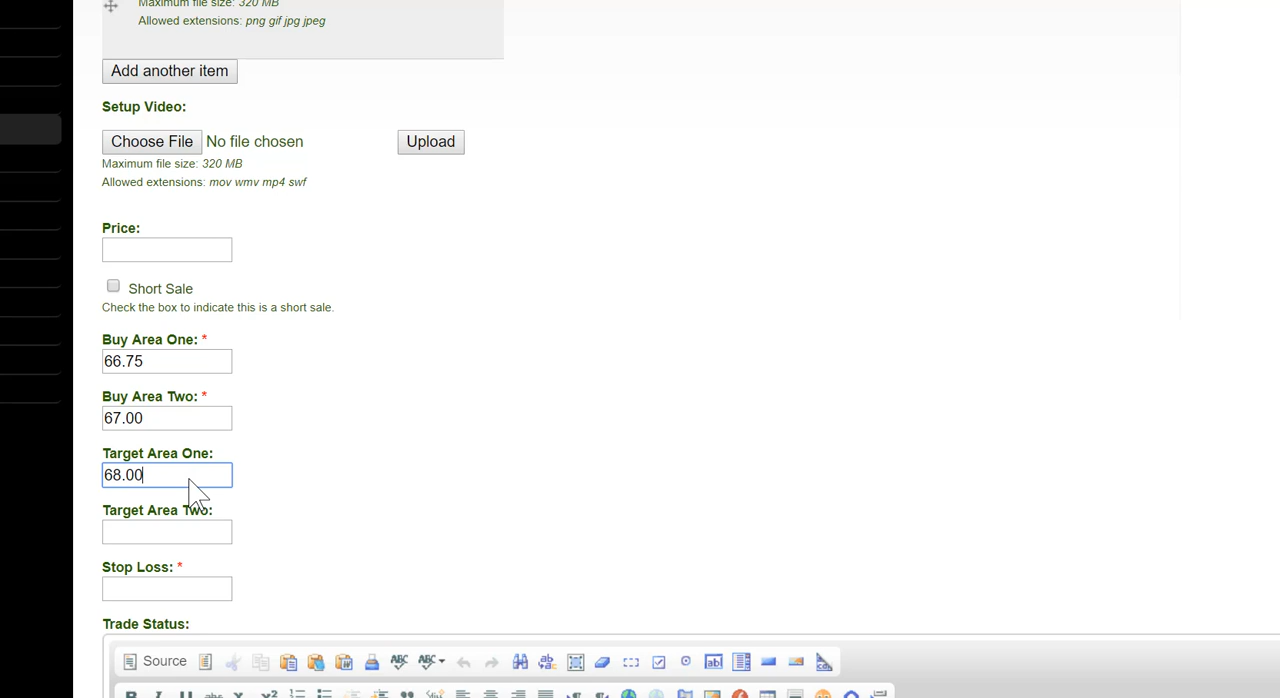 Maximum file size: 320 MB
Allowed extensions: png gif jpg jpeg
Add another item
Setup Video:
Choose File No file chosen Upload
Maximum file size: 320 MB
Allowed extensions: mov wmv mp4 swf
Price:
Short Sale
Check the box to indicate this is a short sale.
Buy Area One: *
66.75
Buy Area Two: *
67.00
Target Area One:
68.00
Target Area Two:
Stop Loss: *
Trade Status:
Source ABC ABC